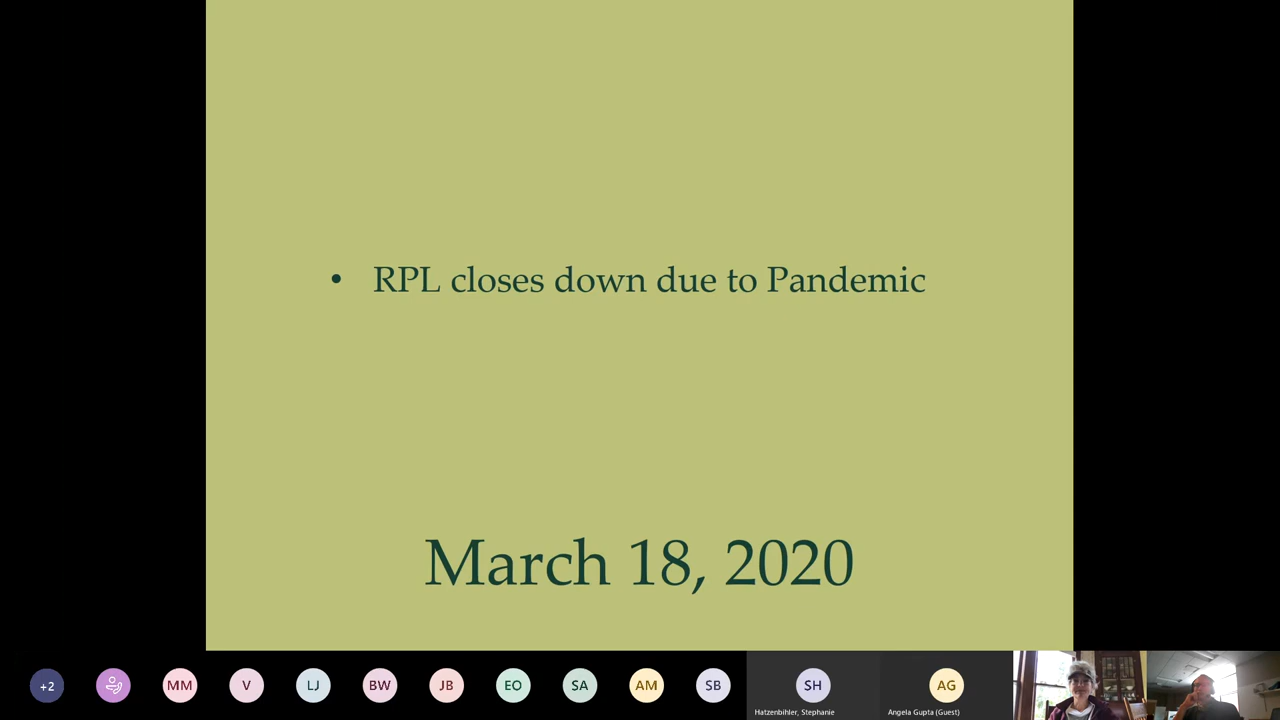 • RPL closes down due to Pandemic
March 18, 2020
+2 MM V LJ BW JB EO SA AM SB SH AG
Hatzenbihler, Stephanie Angela Gupta (Guest)